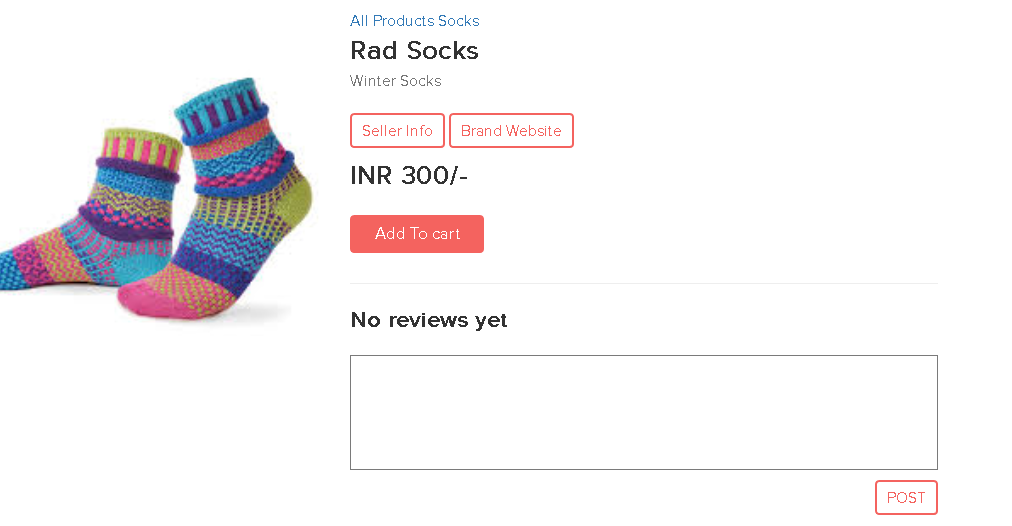 All Products Socks
Rad Socks
Winter Socks
Seller Info Brand Website
INR 300/-
Add To cart
No reviews yet
POST